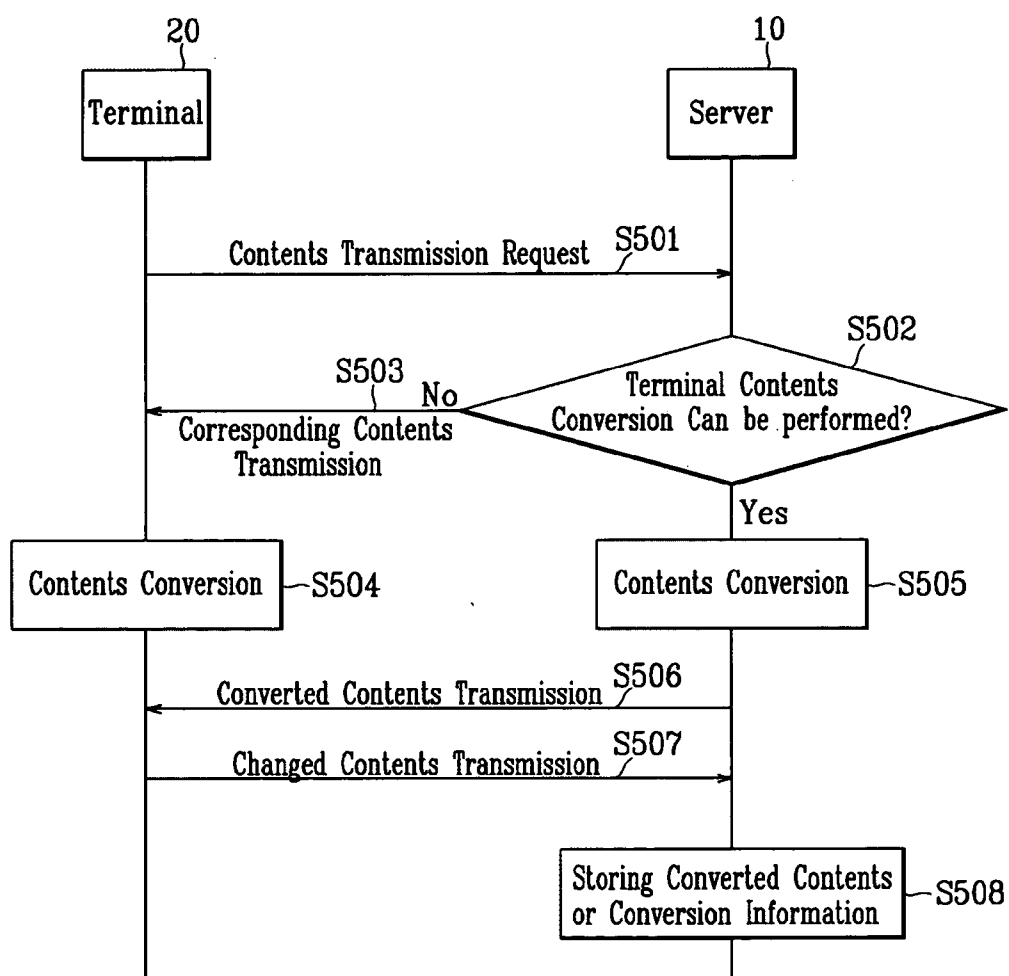 20
10
Terminal
Server
Contents Transmission Request
S501
S502
Terminal Contents
Conversion Can be performed?
S503
No
Corresponding Contents
Transmission
Yes
Contents Conversion
S504
Contents Conversion
S505
Converted Contents Transmission
S506
Changed Contents Transmission
S507
Storing Converted Contents
or Conversion Information
S508